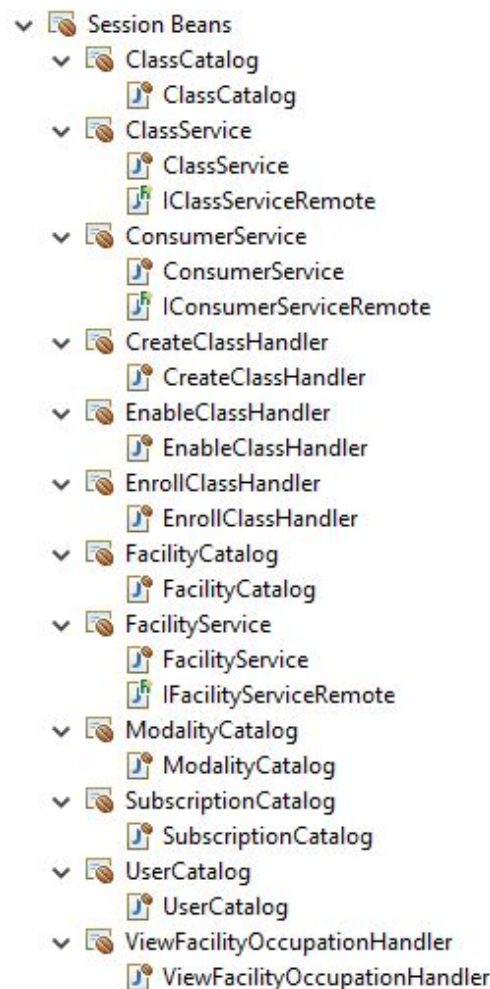 Session Beans
ClassCatalog
ClassCatalog
ClassService
ClassService
IClassServiceRemote
ConsumerService
ConsumerService
IConsumerServiceRemote
CreateClassHandler
CreateClassHandler
EnableClassHandler
EnableClassHandler
EnrollClassHandler
EnrollClassHandler
FacilityCatalog
FacilityCatalog
FacilityService
FacilityService
IFacilityServiceRemote
ModalityCatalog
ModalityCatalog
SubscriptionCatalog
SubscriptionCatalog
UserCatalog
UserCatalog
ViewFacilityOccupationHandler
ViewFacilityOccupationHandler